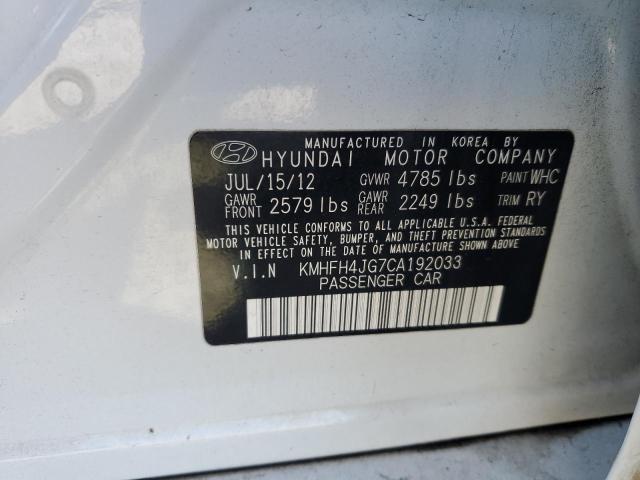 MANUFACTURED IN KOREA BY
HYUNDAI MOTOR COMPANY
JUL/15/12 GVWR 4785 lbs PAINT WHC
GAWR FRONT 2579 lbs GAWR REAR 2249 lbs TRIM RY
THIS VEHICLE CONFORMS TO ALL APPLICABLE U.S.A. FEDERAL
MOTOR VEHICLE SAFETY, BUMPER, AND THEFT PREVENTION STANDARDS
IN EFFECT ON THE DATE OF MANUFACTURE SHOWN ABOVE.
V.I.N KMHFH4JG7CA192033
PASSENGER CAR